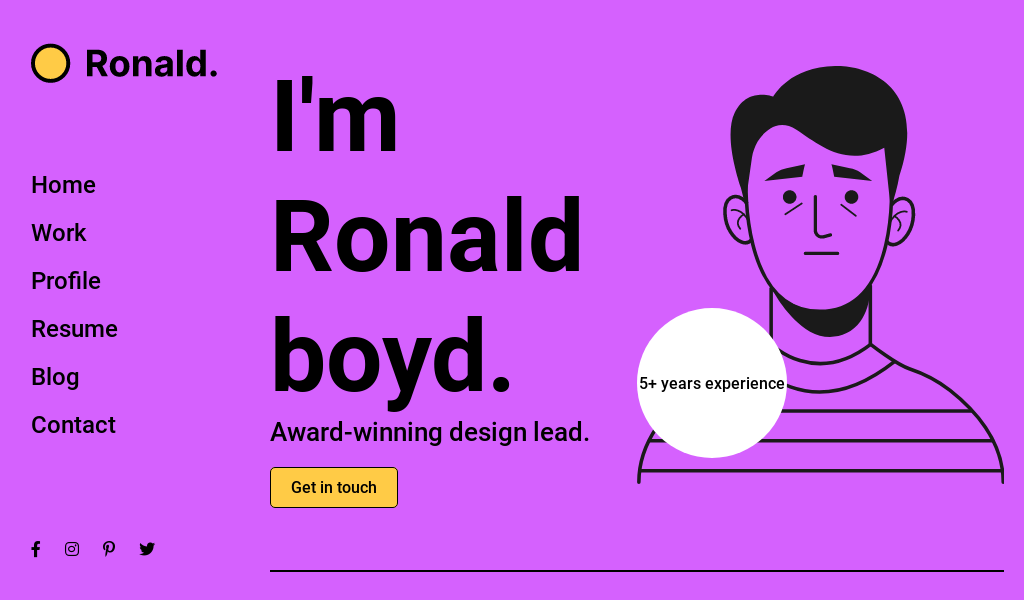 Ronald.
Home
Work
Profile
Resume
Blog
Contact
I'm
Ronald
boyd.
Award-winning design lead.
Get in touch
5+ years experience